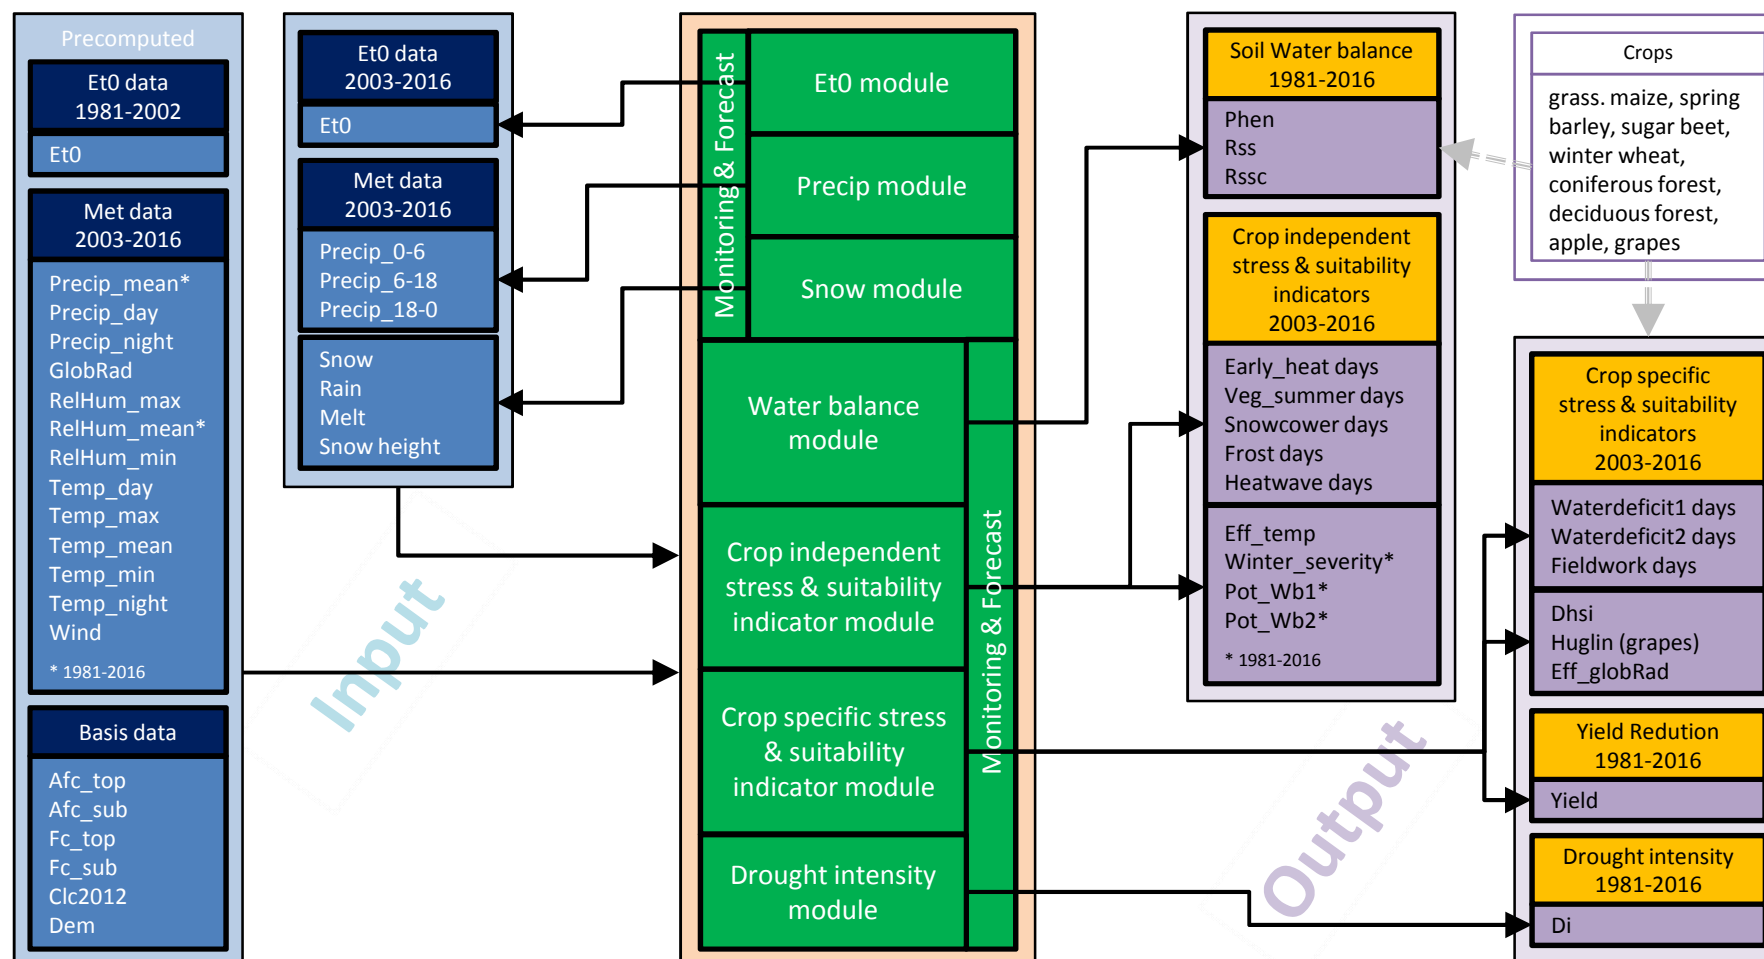 Precomputed
Et0 data
1981-2002
Et0
Met data
2003-2016
Precip_mean*
Precip_day
Precip_night
GlobRad
RelHum_max
RelHum_mean*
RelHum_min
Temp_day
Temp_max
Temp_mean
Temp_min
Temp_night
Wind
* 1981-2016
Basis data
Afc_top
Afc_sub
Fc_top
Fc_sub
Clc2012
Dem
Et0 data
2003-2016
Et0
Met data
2003-2016
Precip_0-6
Precip_6-18
Precip_18-0
Snow
Rain
Melt
Snow height
Input
Monitoring & Forecast
Et0 module
Precip module
Snow module
Water balance
module
Crop independent
stress & suitability
indicator module
Crop specific stress
& suitability
indicator module
Drought intensity
module
Monitoring & Forecast
Soil Water balance
1981-2016
Phen
Rss
Rssc
Crop independent
stress & suitability
indicators
2003-2016
Early_heat days
Veg_summer days
Snowcower days
Frost days
Heatwave days
Eff_temp
Winter_severity*
Pot_Wb1*
Pot_Wb2*
* 1981-2016
Output
Crops
grass. maize, spring
barley, sugar beet,
winter wheat,
coniferous forest,
deciduous forest,
apple, grapes
Crop specific
stress & suitability
indicators
2003-2016
Waterdeficit1 days
Waterdeficit2 days
Fieldwork days
Dhsi
Huglin (grapes)
Eff_globRad
Yield Redution
1981-2016
Yield
Drought intensity
1981-2016
Di